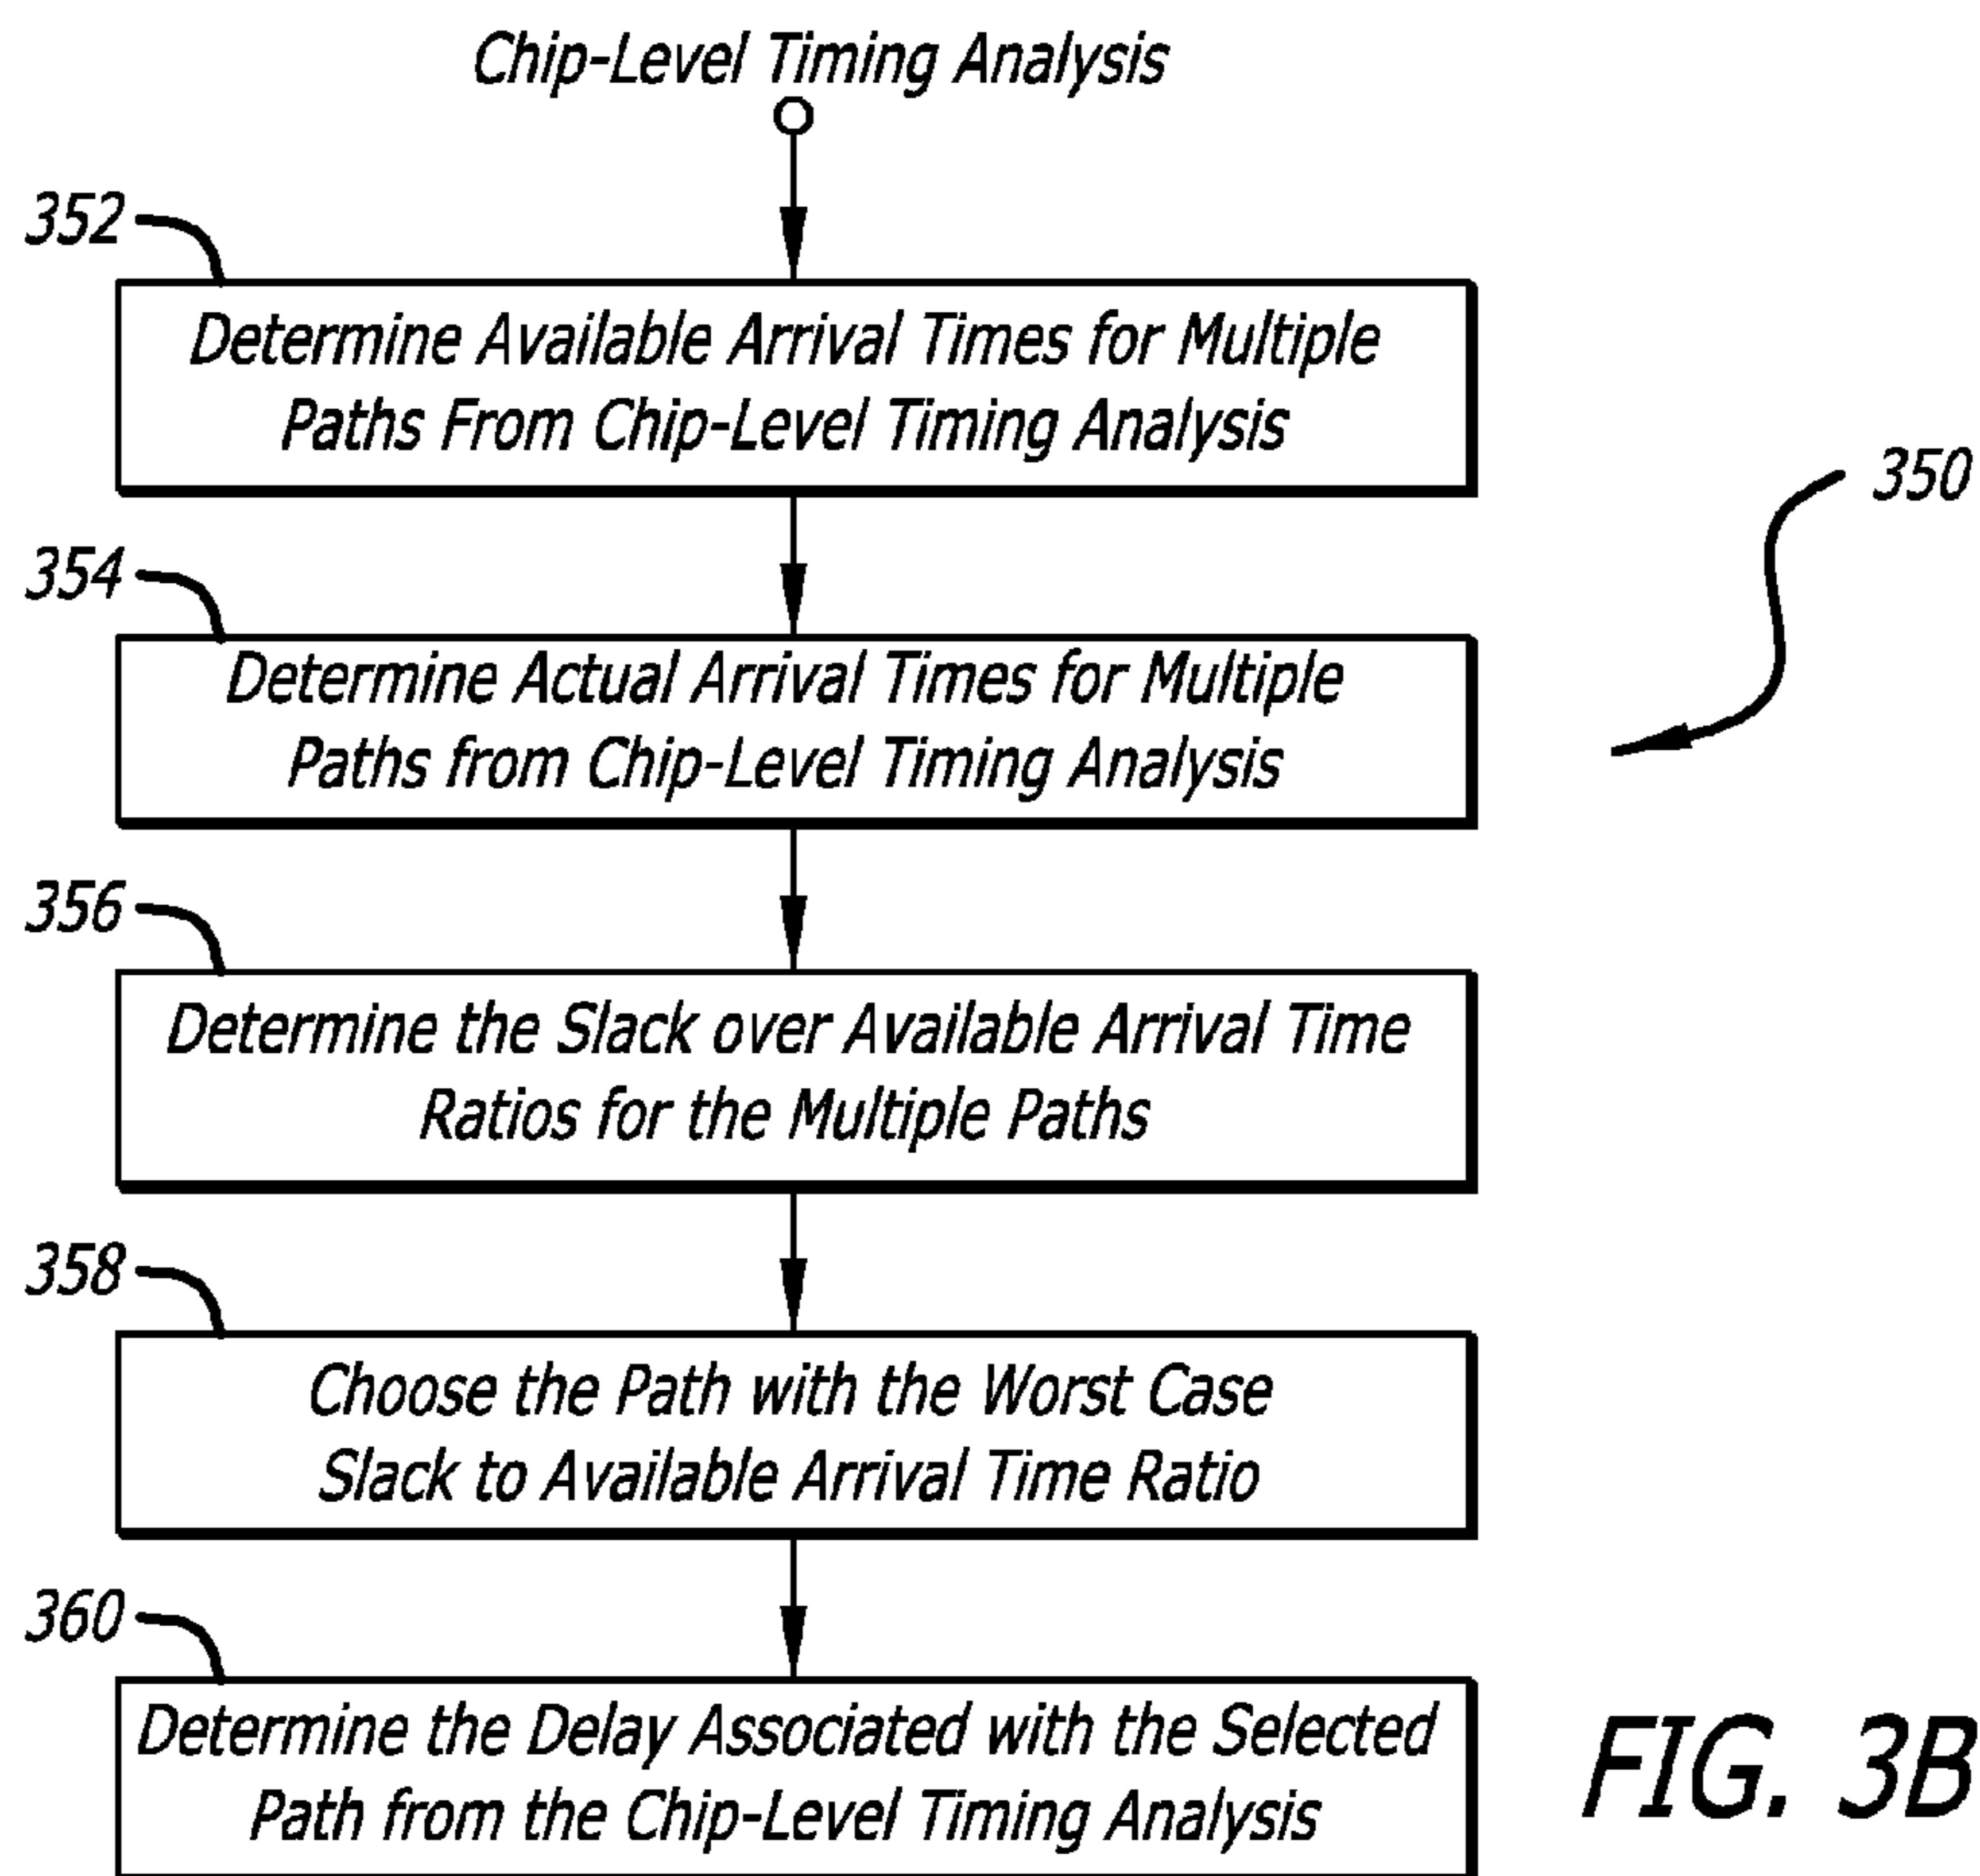 Chip-Level Timing Analysis
352
Determine Available Arrival Times for Multiple
Paths From Chip-Level Timing Analysis
350
354
Determine Actual Arrival Times for Multiple
Paths from Chip-Level Timing Analysis
356
Determine the Slack over Available Arrival Time
Ratios for the Multiple Paths
358
Choose the Path with the Worst Case
Slack to Available Arrival Time Ratio
360
Determine the Delay Associated with the Selected
Path from the Chip-Level Timing Analysis
FIG. 3B